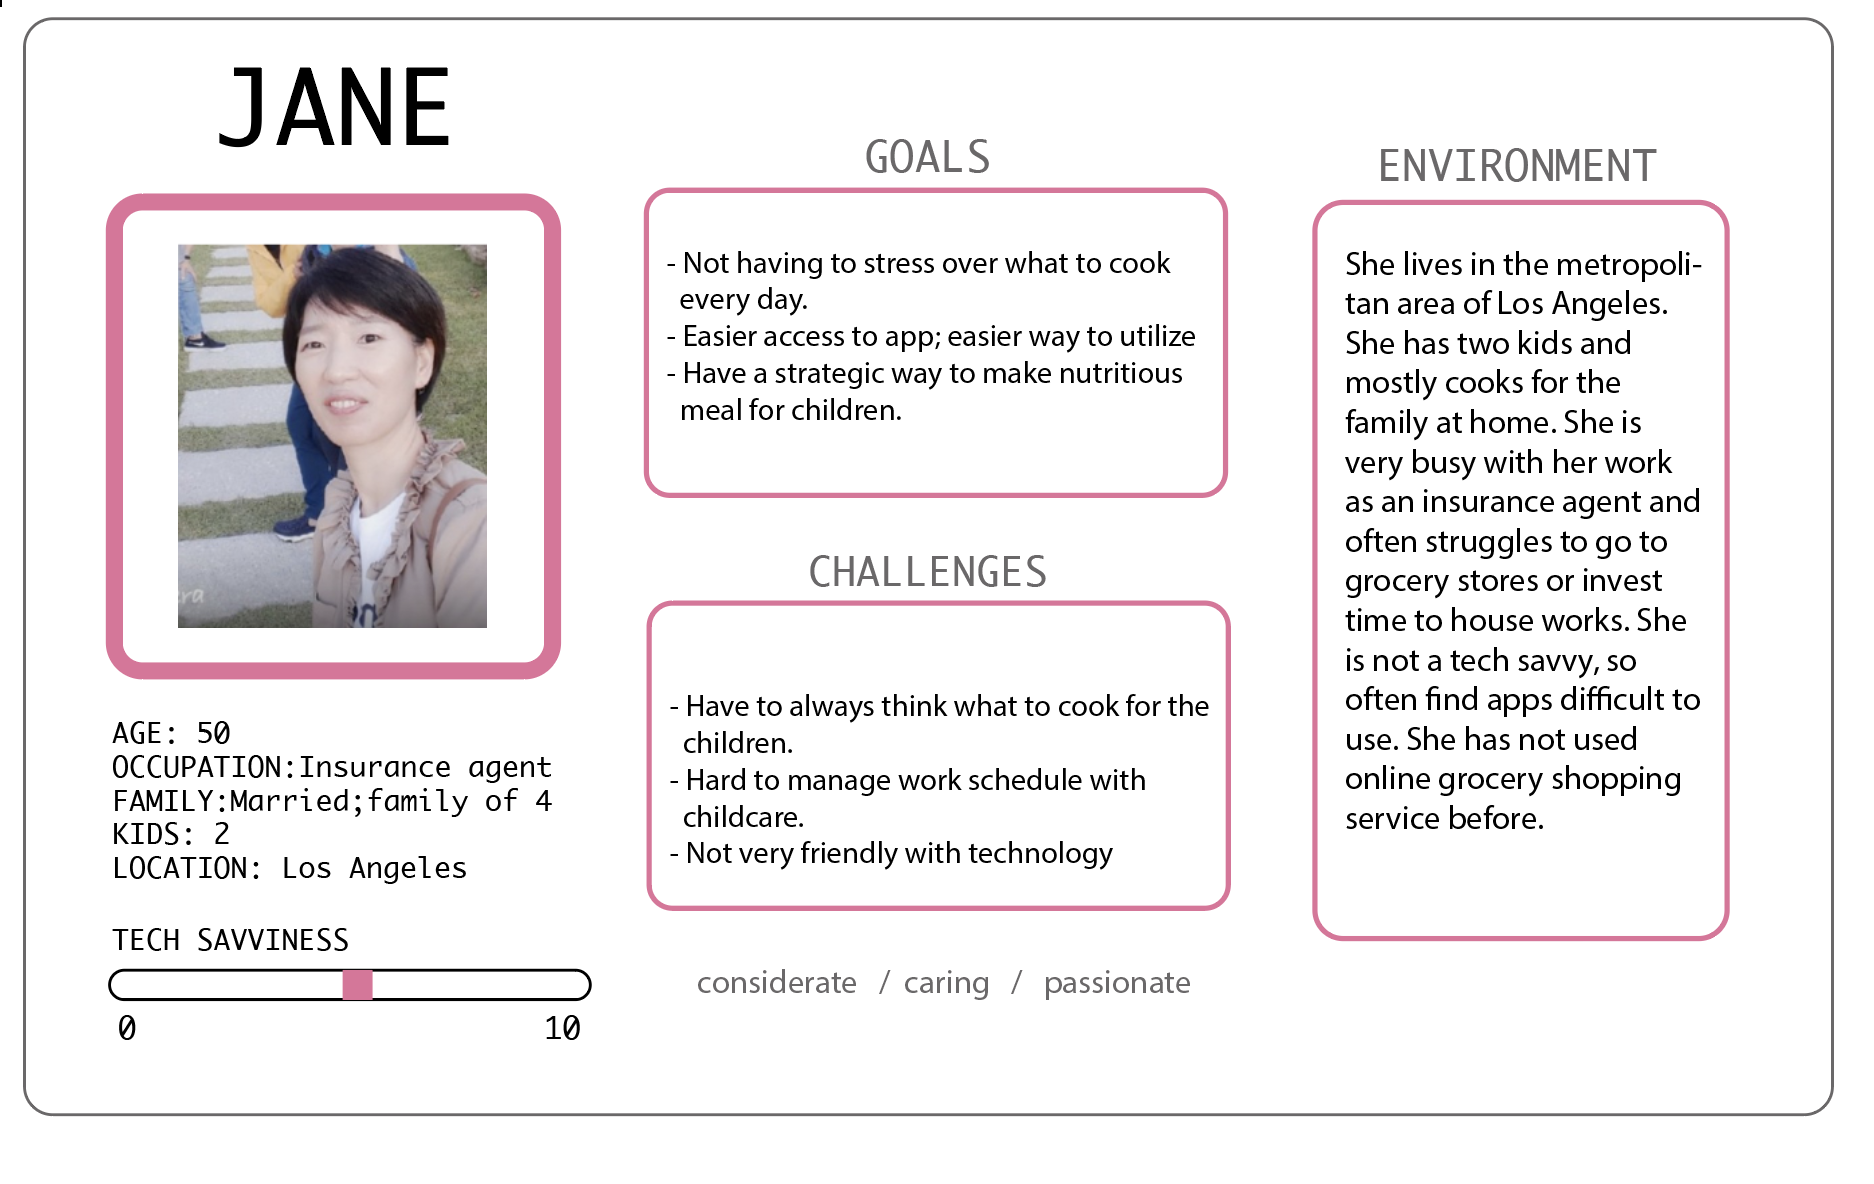 JANE
AGE: 50
OCCUPATION:Insurance agent
FAMILY:Married;family of 4
KIDS: 2
LOCATION: Los Angeles
TECH SAVVINESS
0 10
GOALS
- Not having to stress over what to cook
every day.
- Easier access to app; easier way to utilize
- Have a strategic way to make nutritious
meal for children.
CHALLENGES
- Have to always think what to cook for the
children.
- Hard to manage work schedule with
childcare.
- Not very friendly with technology
considerate / caring / passionate
ENVIRONMENT
She lives in the metropoli-
tan area of Los Angeles.
She has two kids and
mostly cooks for the
family at home. She is
very busy with her work
as an insurance agent and
often struggles to go to
grocery stores or invest
time to house works. She
is not a tech savvy, so
often find apps difficult to
use. She has not used
online grocery shopping
service before.